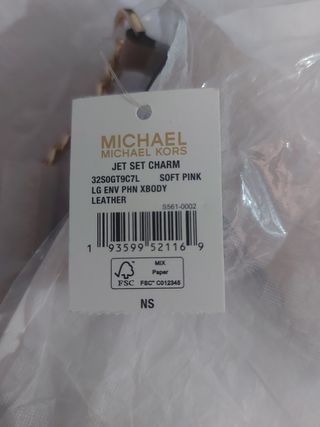 MICHAEL
MICHAEL KORS
JET SET CHARM
32S0GT9C7L SOFT PINK
LG ENV PHN XBODY
LEATHER
S561-0002
1 93599 52116 9
FSC
MIX
Paper
FSC® C012345
NS